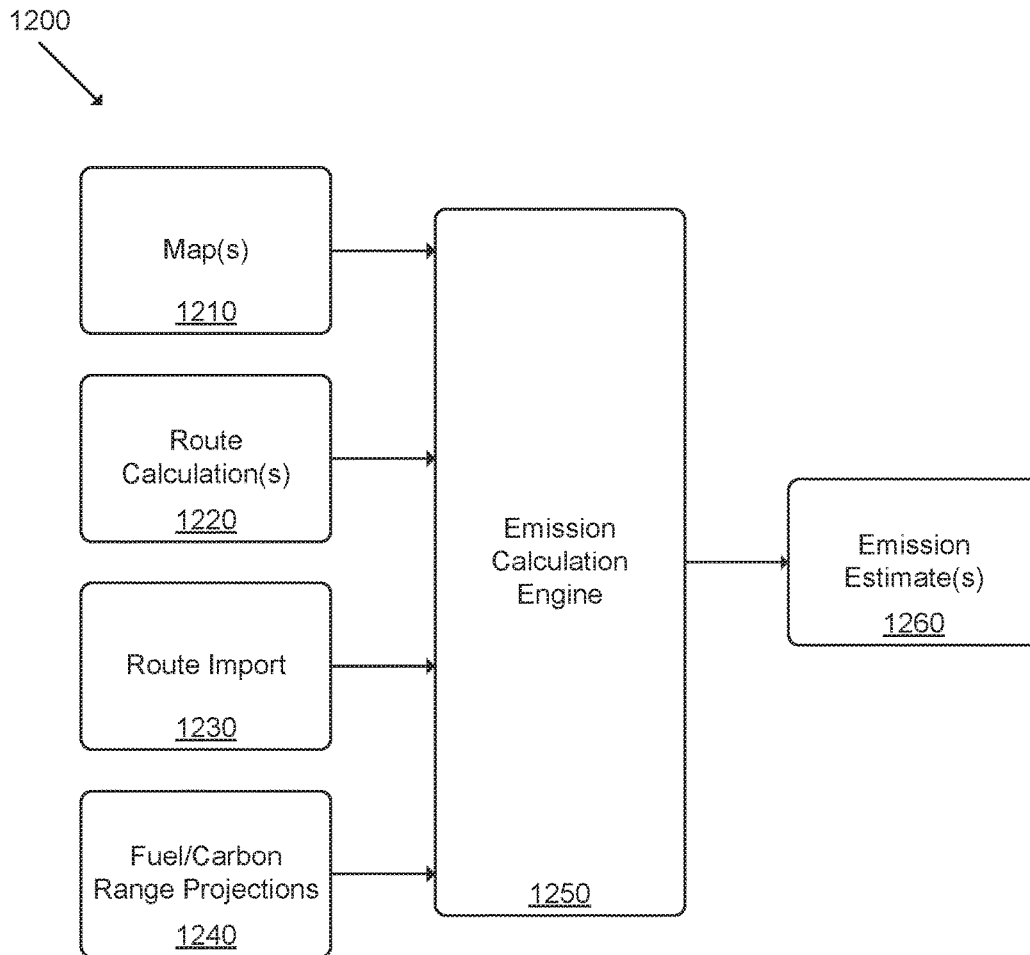 1200
Map(s)
1210
Route
Calculation(s)
1220
Route Import
1230
Fuel/Carbon
Range Projections
1240
Emission
Calculation
Engine
1250
Emission
Estimate(s)
1260